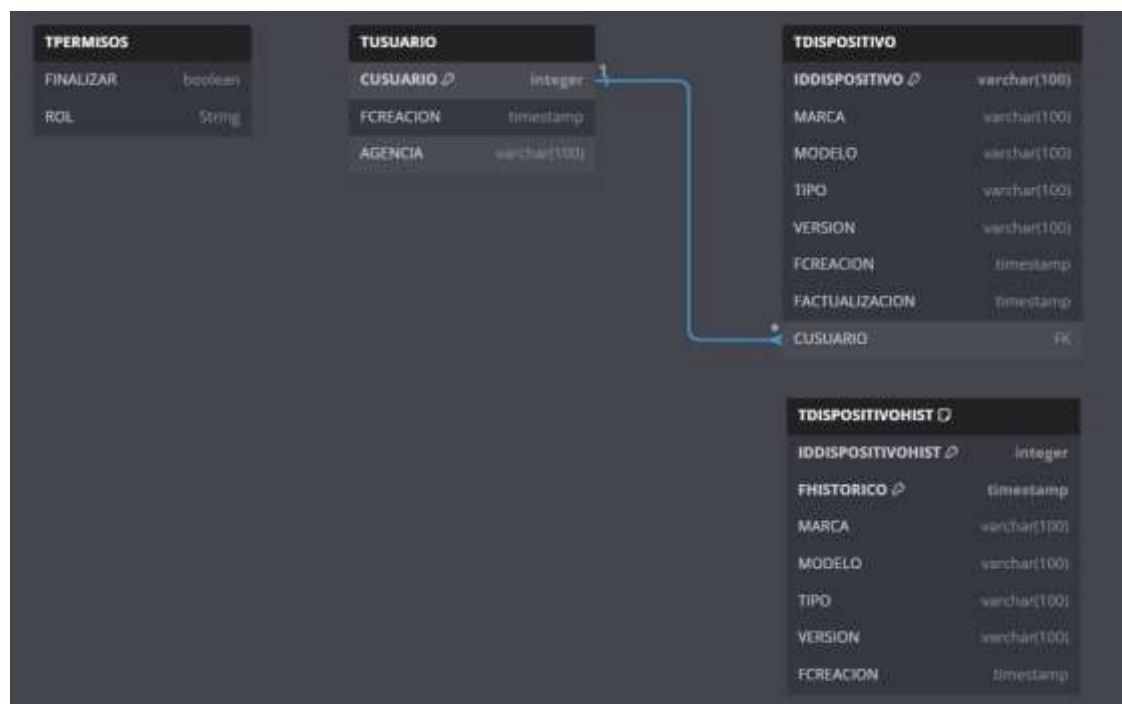 TPERMISOS
FINALIZAR boolean
ROL String
TUSUARIO
CUSUARIO integer
FCREACION timestamp
AGENCIA varchar(100)
1
*
TDISPOSITIVO
IDDISPOSITIVO varchar(100)
MARCA varchar(100)
MODELO varchar(100)
TIPO varchar(100)
VERSION varchar(100)
FCREACION timestamp
FACTUALIZACION timestamp
CUSUARIO FK
TDISPOSITIVOHIST
IDDISPOSITIVOHIST integer
FHISTORICO timestamp
MARCA varchar(100)
MODELO varchar(100)
TIPO varchar(100)
VERSION varchar(100)
FCREACION timestamp